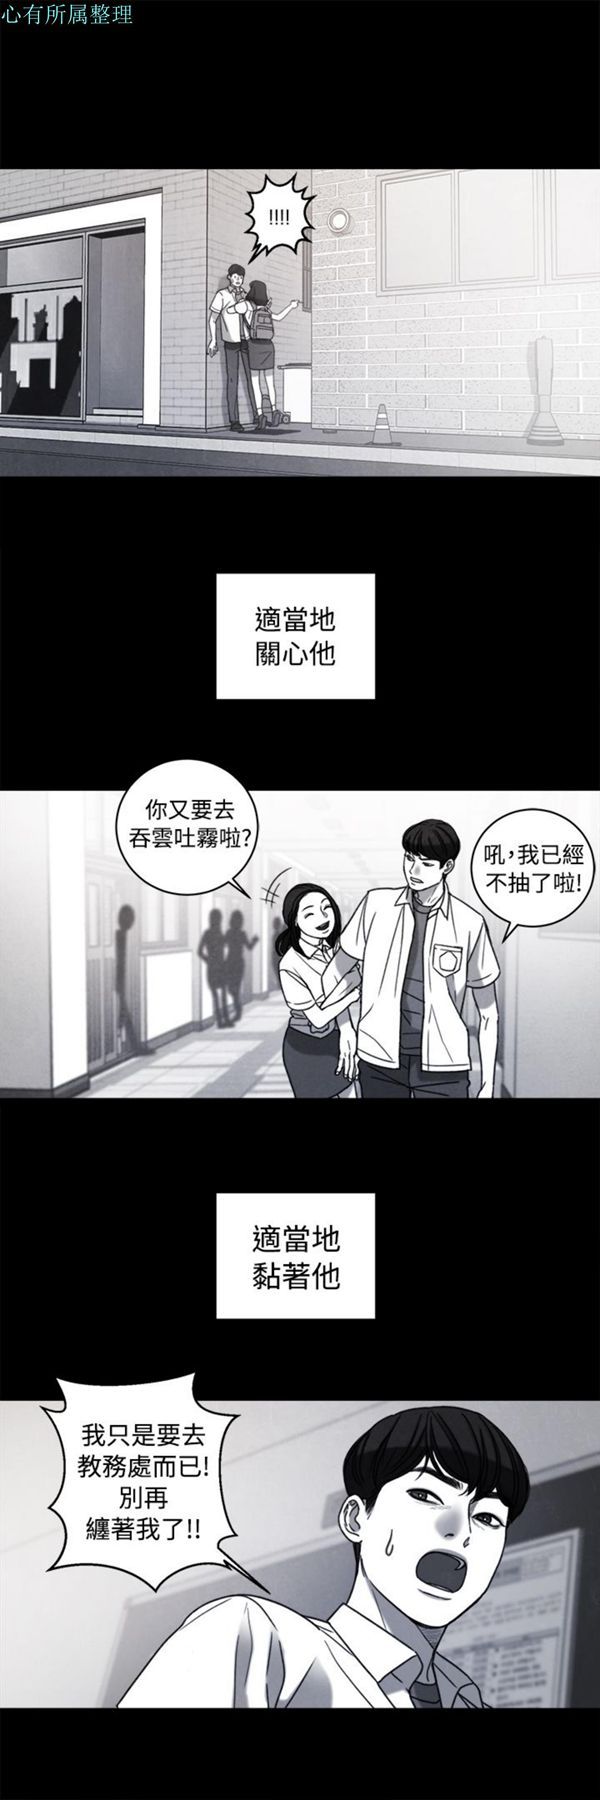 心有所属整理
!!!!
適當地
關心他
你又要去
吞雲吐霧啦?
吼，我已經
不抽了啦!
適當地
黏著他
我只是要去
教務處而已!
別再
纏著我了!!